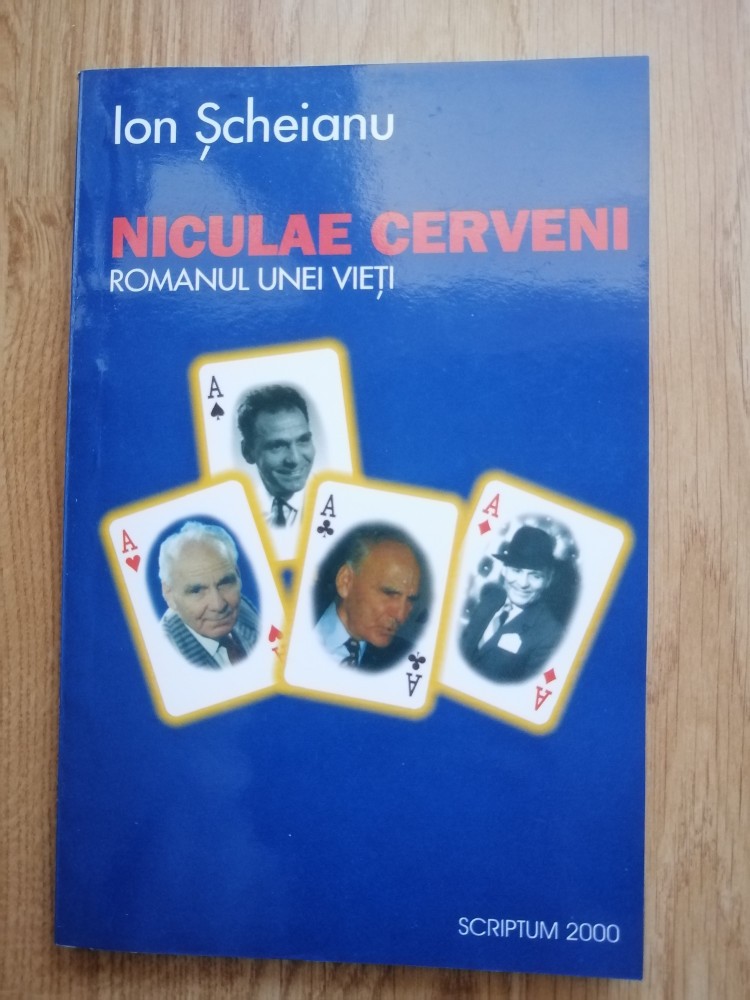 Ion Șcheianu
NICULAE CERVENI
ROMANUL UNEI VIEȚI
A
A
A
A
A
A
SCRIPTUM 2000